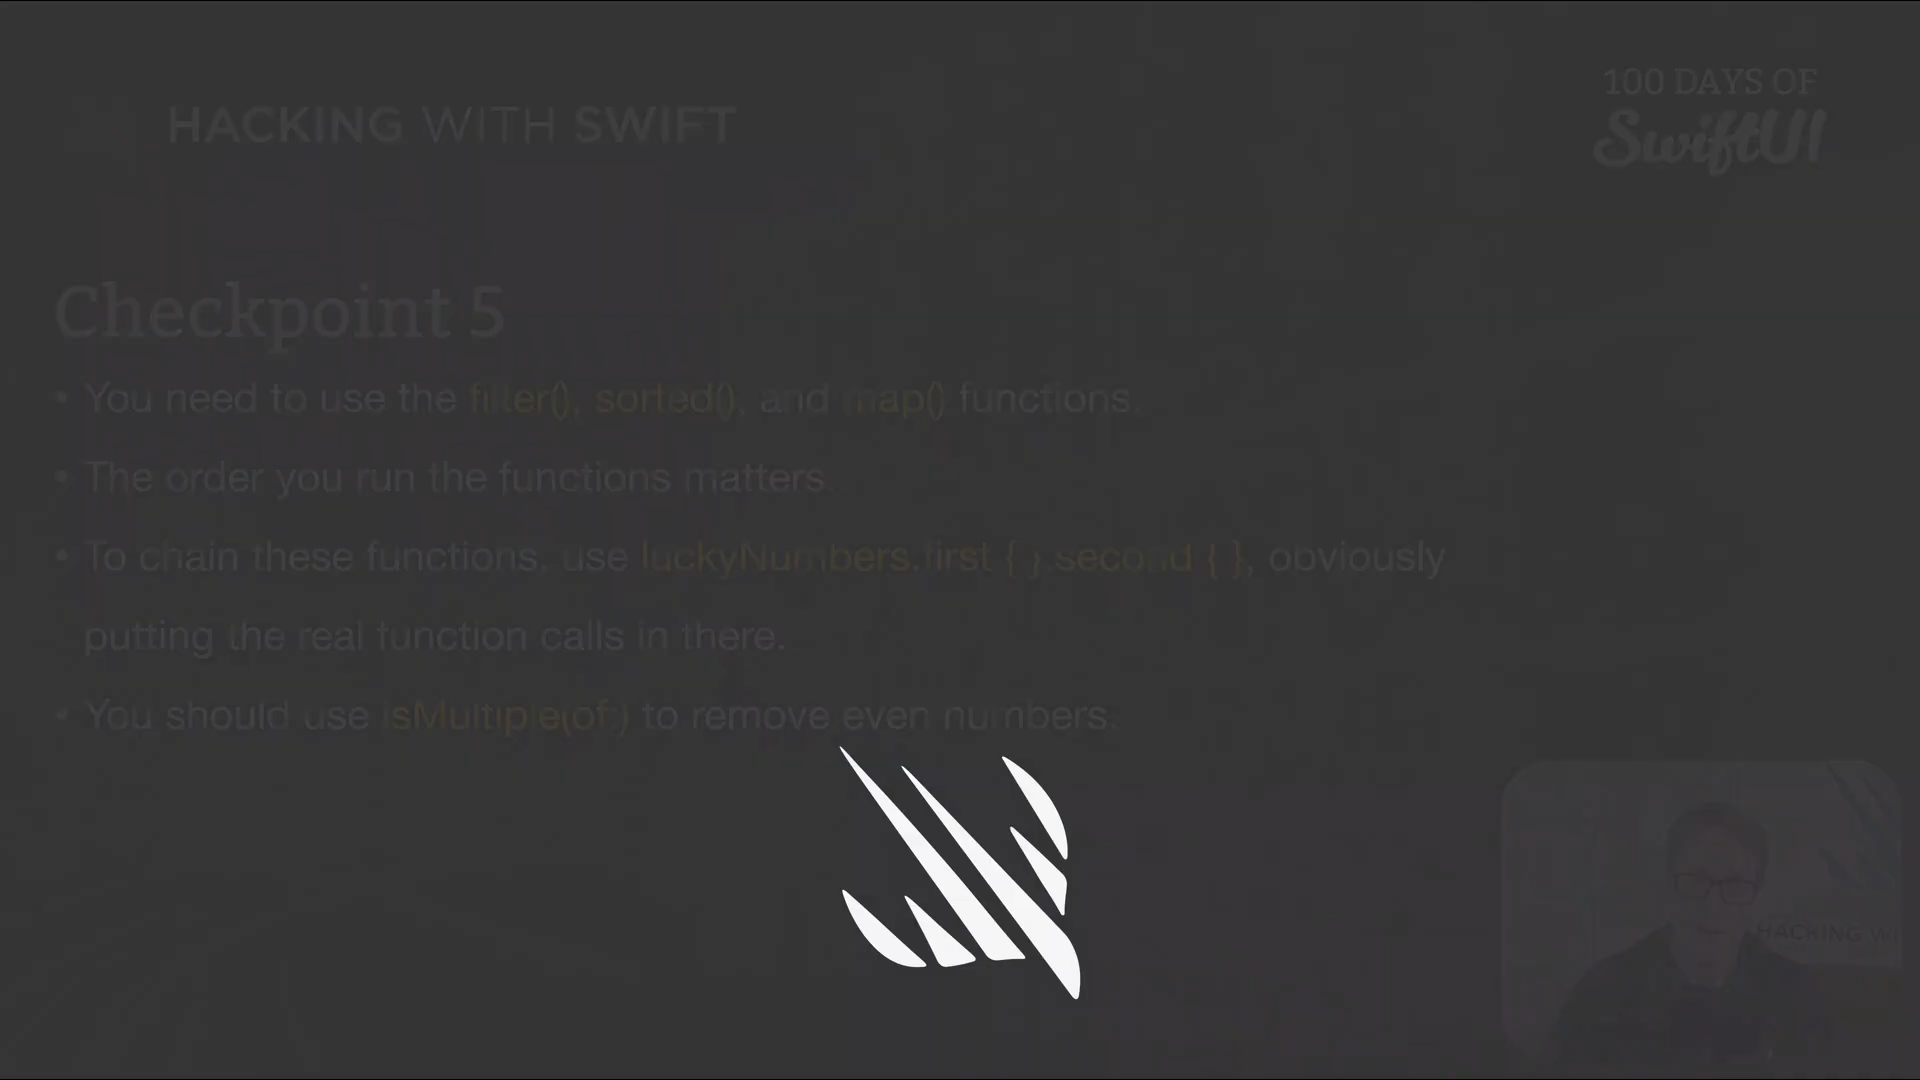 HACKING WITH SWIFT
100 DAYS OF
SwiftUI
Checkpoint 5
• You need to use the filter(), sorted(), and map() functions.
• The order you run the functions matters.
• To chain these functions, use luckyNumbers.first { }.second { }, obviously
putting the real function calls in there.
• You should use isMultiple(of:) to remove even numbers.
HACKING WI